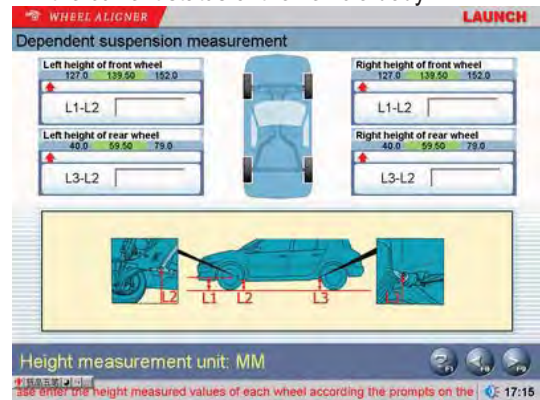 WHEEL ALIGNER
LAUNCH
Dependent suspension measurement
Left height of front wheel
127.0 139.50 152.0
L1-L2
Right height of front wheel
127.0 139.50 152.0
L1-L2
Left height of rear wheel
40.0 59.50 79.0
L3-L2
Right height of rear wheel
40.0 59.50 79.0
L3-L2
L2 L1 L2 L3
Height measurement unit: MM
F1
ase enter the height measured values of each wheel according the prompts on the
17:15